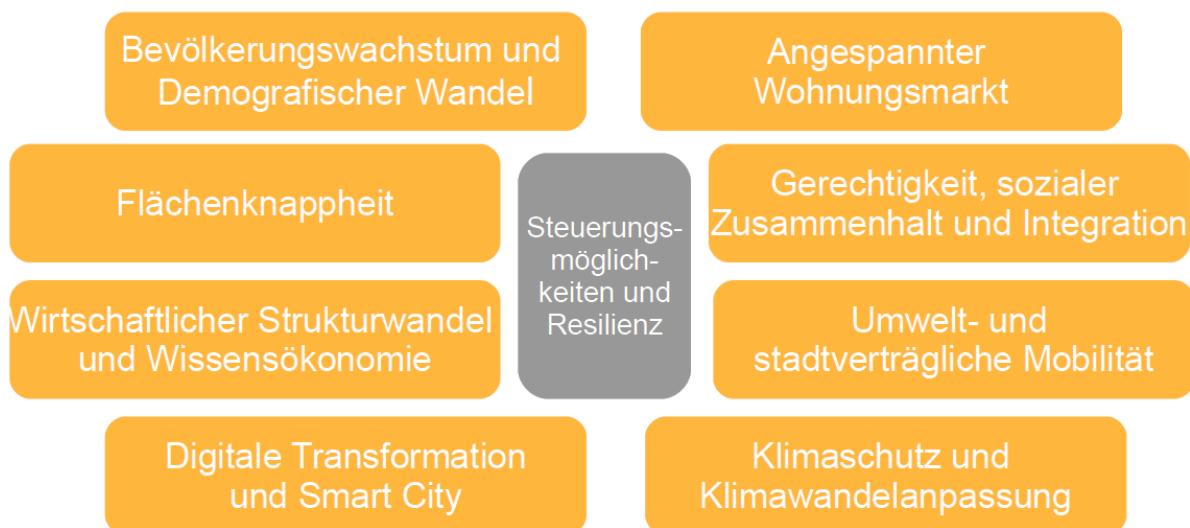 Bevölkerungswachstum und
Demografischer Wandel
Angespannter
Wohnungsmarkt
Flächenknappheit
Steuerungs-
möglich-
keiten und
Resilienz
Gerechtigkeit, sozialer
Zusammenhalt und Integration
Wirtschaftlicher Strukturwandel
und Wissensökonomie
Umwelt- und
stadtverträgliche Mobilität
Digitale Transformation
und Smart City
Klimaschutz und
Klimawandelanpassung